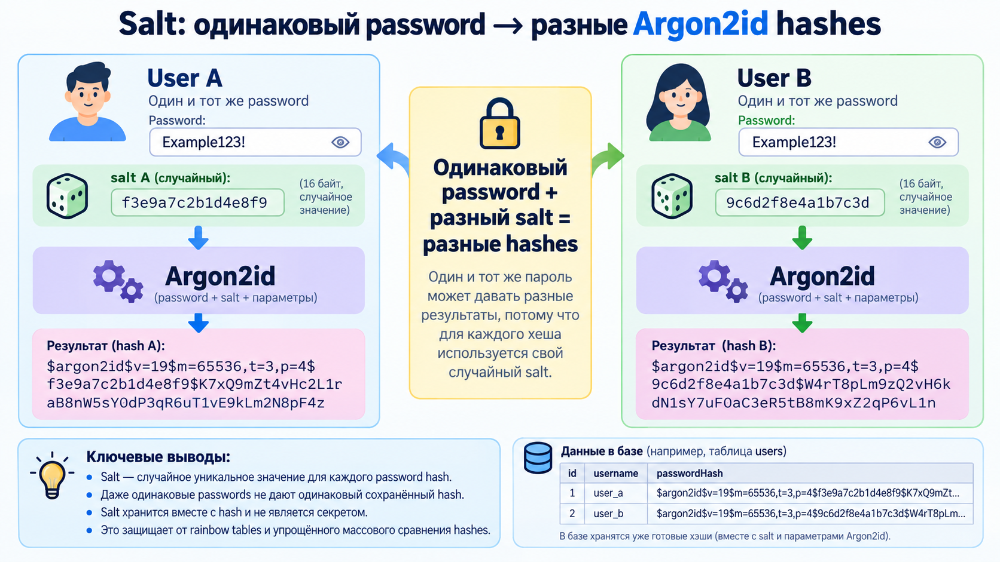 Salt: одинаковый password → разные Argon2id hashes
User A
Один и тот же password
Password:
Example123!
salt A (случайный):
f3e9a7c2b1d4e8f9
(16 байт,
случайное
значение)
Argon2id
(password + salt + параметры)
Результат (hash A):
$argon2id$v=19$m=65536,t=3,p=4$
f3e9a7c2b1d4e8f9$K7xQ9mZt4vHc2L1r
aB8nW5sY0dP3qR6uT1vE9kLm2N8pF4z
Одинаковый
password +
разный salt =
разные hashes
Один и тот же пароль
может давать разные
результаты, потому что
для каждого хеша
используется свой
случайный salt.
User B
Один и тот же password
Password:
Example123!
salt B (случайный):
9c6d2f8e4a1b7c3d
(16 байт,
случайное
значение)
Argon2id
(password + salt + параметры)
Результат (hash B):
$argon2id$v=19$m=65536,t=3,p=4$
9c6d2f8e4a1b7c3d$W4rT8pLm9zQ2vH6k
dN1sY7uF0aC3eR5tB8mK9xZ2qP6vL1n
Ключевые выводы:
• Salt — случайное уникальное значение для каждого password hash.
• Даже одинаковые passwords не дают одинаковый сохранённый hash.
• Salt хранится вместе с hash и не является секретом.
• Это защищает от rainbow tables и упрощённого массового сравнения hashes.
Данные в базе (например, таблица users)
id username passwordHash
1 user_a $argon2id$v=19$m=65536,t=3,p=4$f3e9a7c2b1d4e8f9$K7xQ9mZt...
2 user_b $argon2id$v=19$m=65536,t=3,p=4$9c6d2f8e4a1b7c3d$W4rT8pLm...
В базе хранятся уже готовые хэши (вместе с salt и параметрами Argon2id).